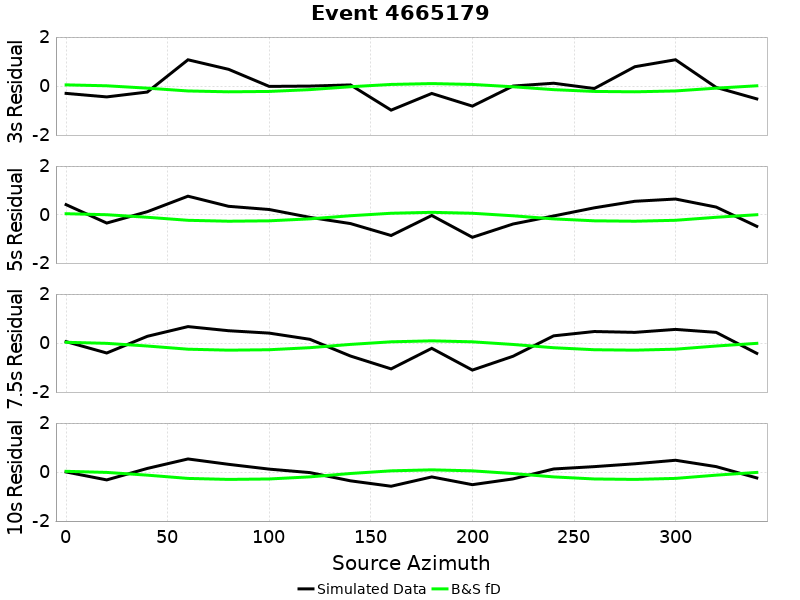 Event 4665179
3s Residual
2
0
-2
5s Residual
2
0
-2
7.5s Residual
2
0
-2
10s Residual
2
0
-2
0 50 100 150 200 250 300
Source Azimuth
Simulated Data B&S fD